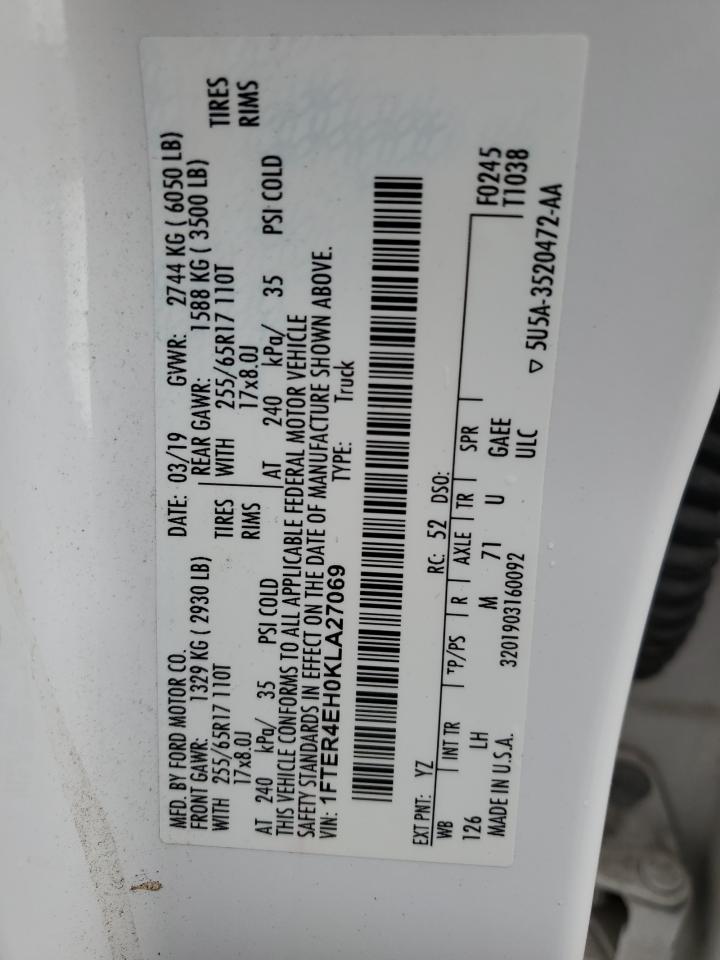 MFD. BY FORD MOTOR CO.
DATE: 03/19 GVWR: 2744 KG ( 6050 LB)
FRONT GAWR: 1329 KG ( 2930 LB)
REAR GAWR: 1588 KG ( 3500 LB)
WITH 255/65R17 110T TIRES
WITH 255/65R17 110T TIRES
17x8.0J RIMS
17x8.0J RIMS
AT 240 kPa/ 35 PSI COLD
AT 240 kPa/ 35 PSI COLD
THIS VEHICLE CONFORMS TO ALL APPLICABLE FEDERAL MOTOR VEHICLE
SAFETY STANDARDS IN EFFECT ON THE DATE OF MANUFACTURE SHOWN ABOVE.
VIN: 1FTER4EH0KLA27069 TYPE: Truck
EXT PNT: YZ RC: 52 DSO: F0245
WB INT TR TP/PS R AXLE TR SPR T1038
126 LH M 71 U GAEE
MADE IN U.S.A. 3201903160092 ULC
▽ 5U5A-3520472-AA